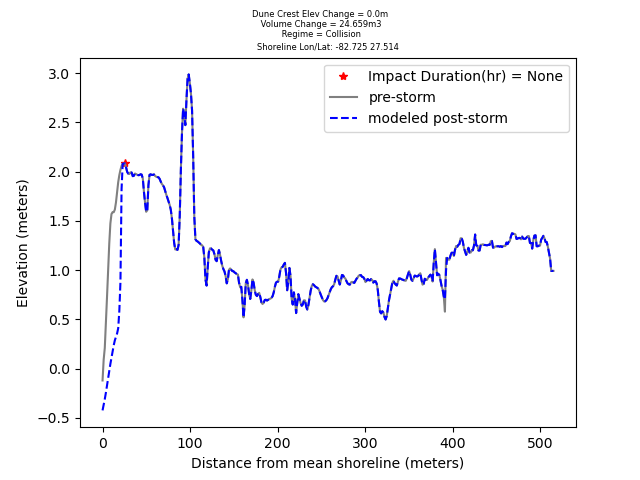 Dune Crest Elev Change = 0.0m
Volume Change = 24.659m3
Regime = Collision
Shoreline Lon/Lat: -82.725 27.514
Impact Duration(hr) = None
pre-storm
modeled post-storm
3.0
2.5
2.0
1.5
1.0
0.5
0.0
−0.5
Elevation (meters)
0 100 200 300 400 500
Distance from mean shoreline (meters)